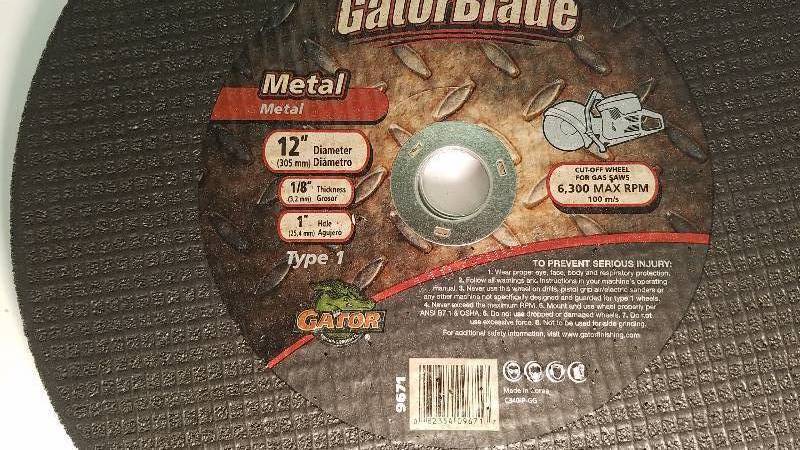 GatorBlade
Metal
Metal
12" Diameter
(305 mm) Diámetro
1/8" Thickness
(3,2 mm) Grosor
1" Hole
(25,4 mm) Agujero
Type 1
CUT-OFF WHEEL
FOR GAS SAWS
6,300 MAX RPM
100 m/s
TO PREVENT SERIOUS INJURY:
1. Wear proper eye, face, body and respiratory protection.
2. Follow all warnings and instructions in your machine's operating
manual. 3. Never use this wheel on drills, pistol grip air/electric sanders or
any other machine not specifically designed and guarded for type 1 wheels.
4. Never exceed the maximum RPM. 5. Mount and use wheel properly per
ANSI B7.1 & OSHA. 6. Do not use dropped or damaged wheels. 7. Do not
use excessive force. 8. Not to be used for side grinding.
For additional safety information, visit www.gatorfinishing.com.
GATOR
9671
Made in Korea
C840IP-GG
82354 09671